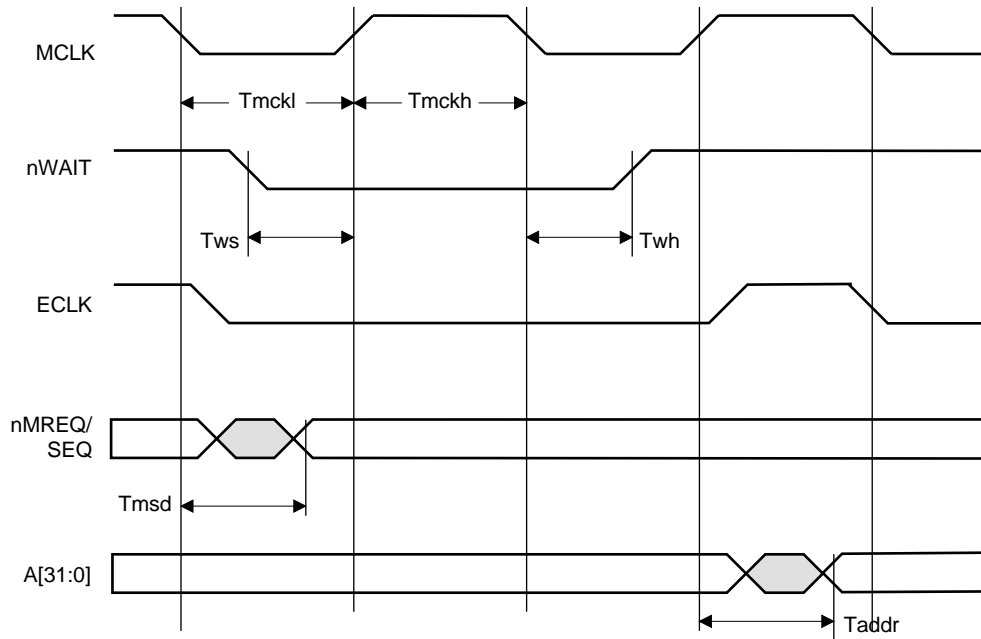 MCLK
Tmckl
Tmckh
nWAIT
Tws
Twh
ECLK
nMREQ/
SEQ
Tmsd
A[31:0]
Taddr